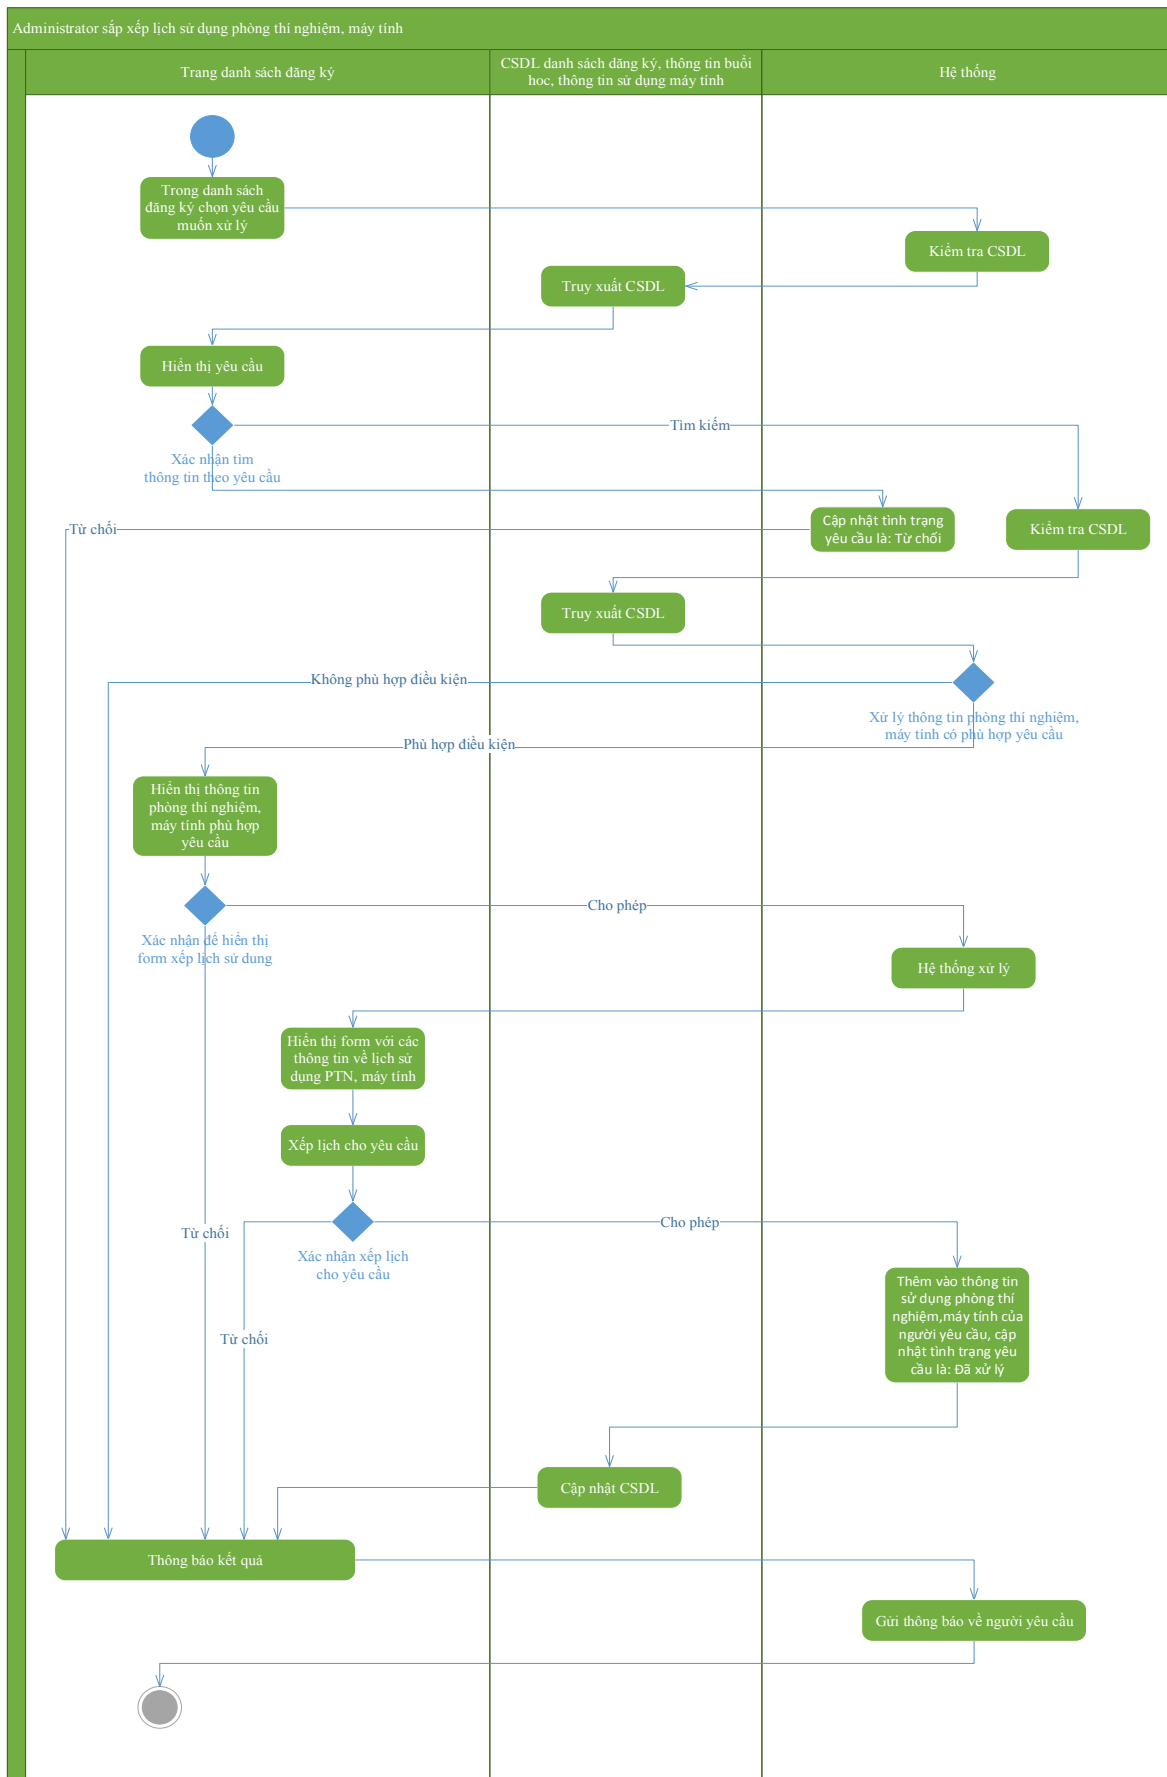 Administrator sắp xếp lịch sử dụng phòng thí nghiệm, máy tính
Trang danh sách đăng ký
CSDL danh sách dăng ký, thông tin buổi
hoc, thông tin sử dụng máy tính
Hệ thống
Trong danh sách
đăng ký chọn yêu cầu
muốn xử lý
Kiểm tra CSDL
Truy xuất CSDL
Hiển thị yêu cầu
Tìm kiếm
Xác nhận tìm
thông tin theo yêu cầu
Từ chối
Cập nhật tình trạng
yêu cầu là: Từ chối
Kiểm tra CSDL
Truy xuất CSDL
Không phù hợp điều kiện
Xử lý thông tin phòng thí nghiệm,
máy tính có phù hợp yêu cầu
Phù hợp điều kiện
Hiển thị thông tin
phòng thí nghiệm,
máy tính phù hợp
yêu cầu
Cho phép
Xác nhận để hiển thị
form xếp lịch sử dung
Hệ thống xử lý
Hiển thị form với các
thông tin về lịch sử
dụng PTN, máy tính
Xếp lịch cho yêu cầu
Từ chối
Cho phép
Xác nhận xếp lịch
cho yêu cầu
Thêm vào thông tin
sử dụng phòng thí
nghiệm,máy tính của
người yêu cầu, cập
nhật tình trạng yêu
cầu là: Đã xử lý
Từ chối
Cập nhật CSDL
Thông báo kết quả
Gửi thông báo về người yêu cầu